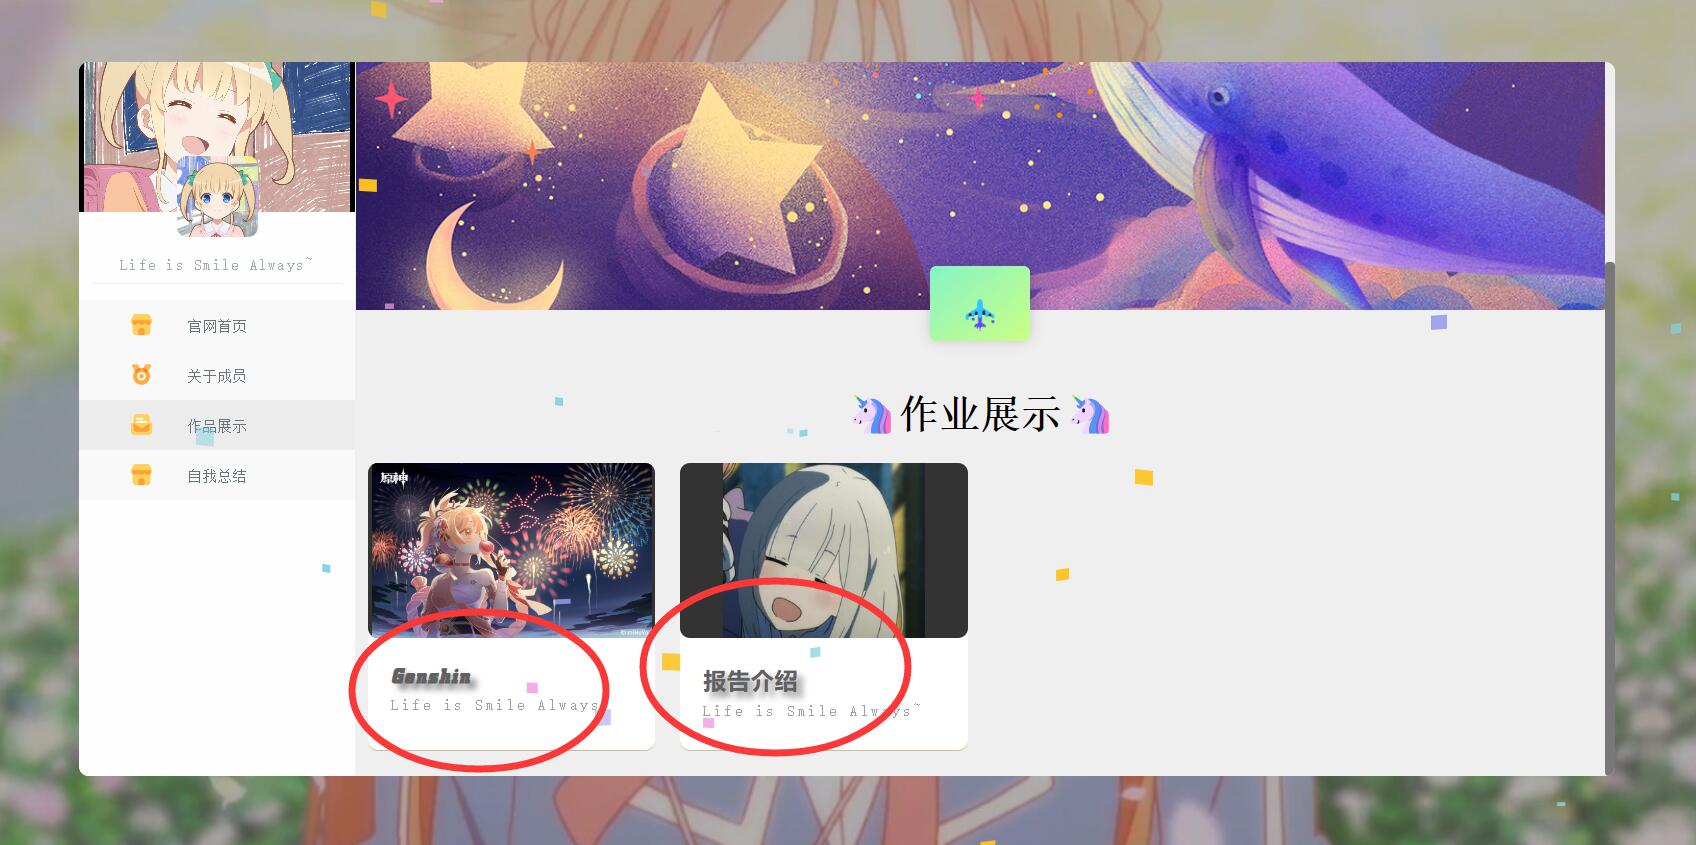 Life is Smile Always~
官网首页
关于成员
作品展示
自我总结
🦄作业展示🦄
原神
©miHoYo
Genshin
Life is Smile Always
报告介绍
Life is Smile Always~